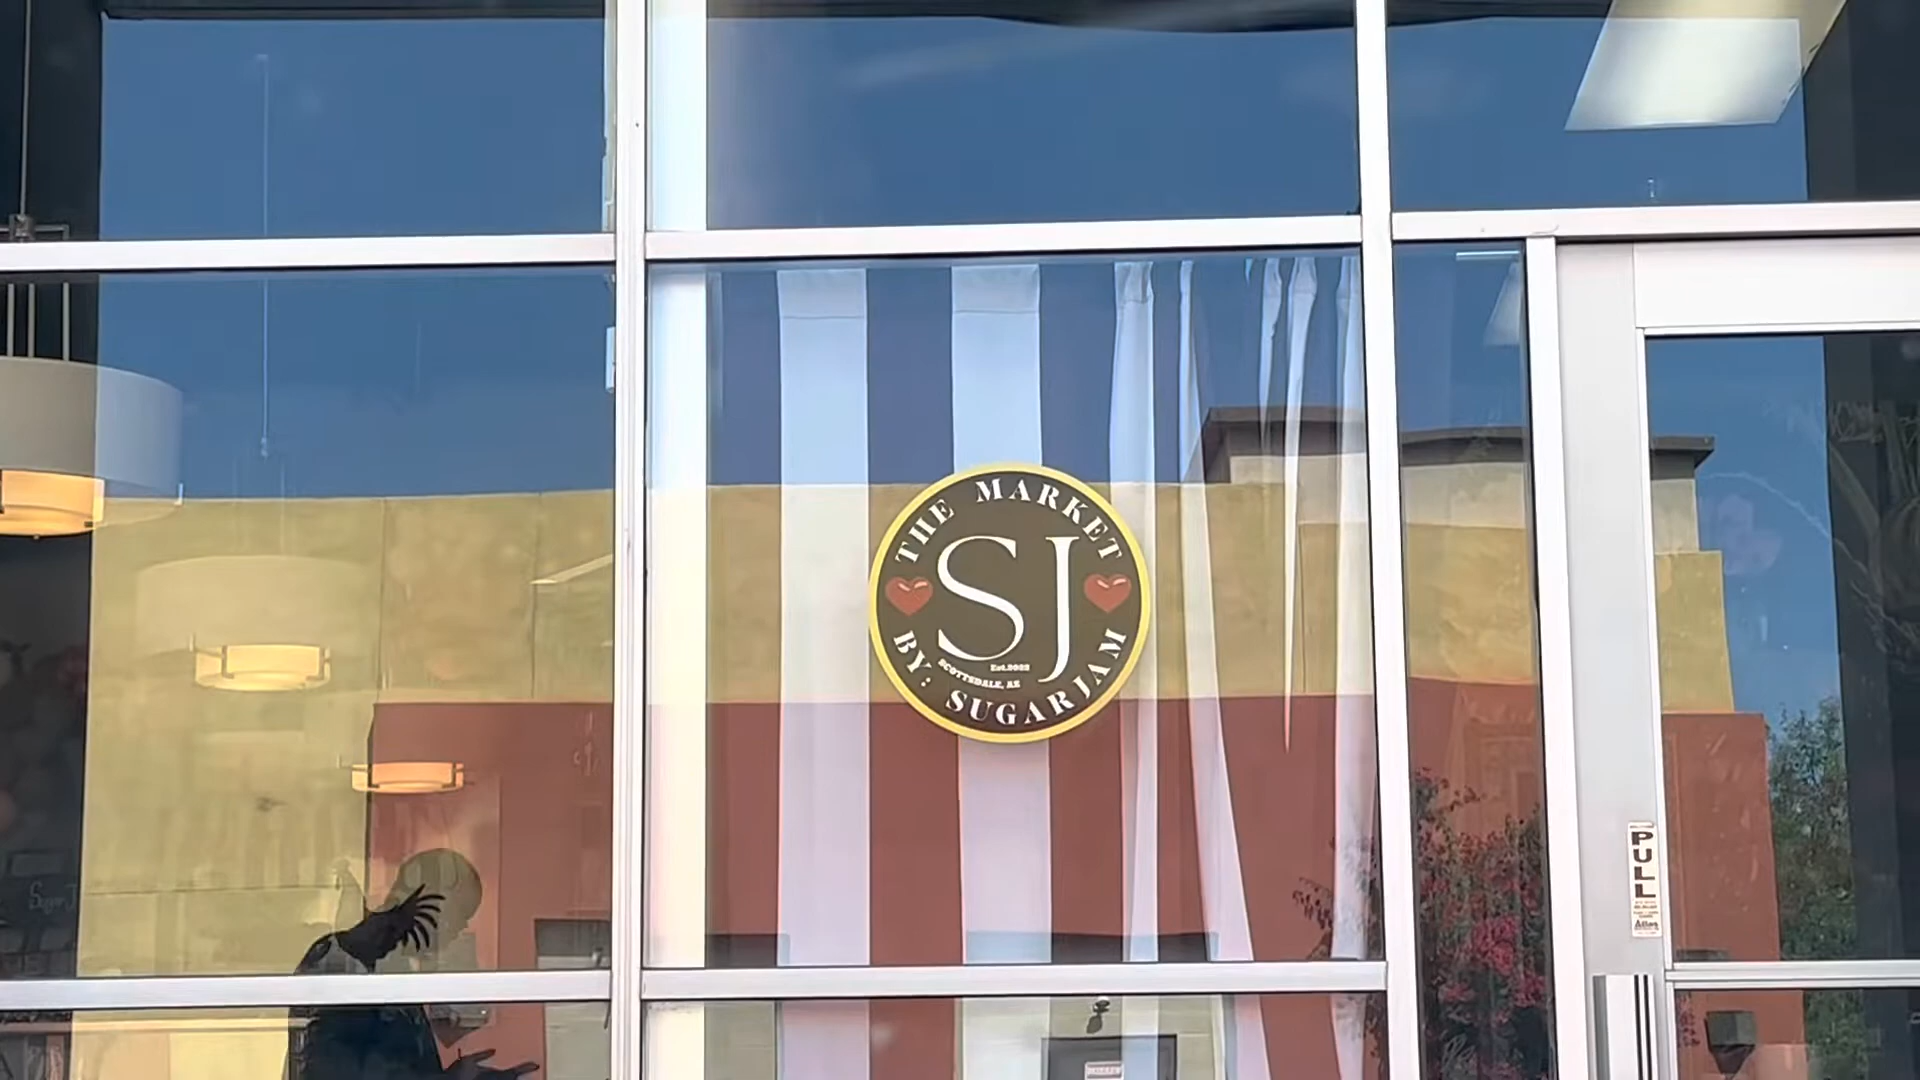 THE MARKET
SJ
Est.2022
SCOTTSDALE, AZ
BY: SUGARJAM
PULL